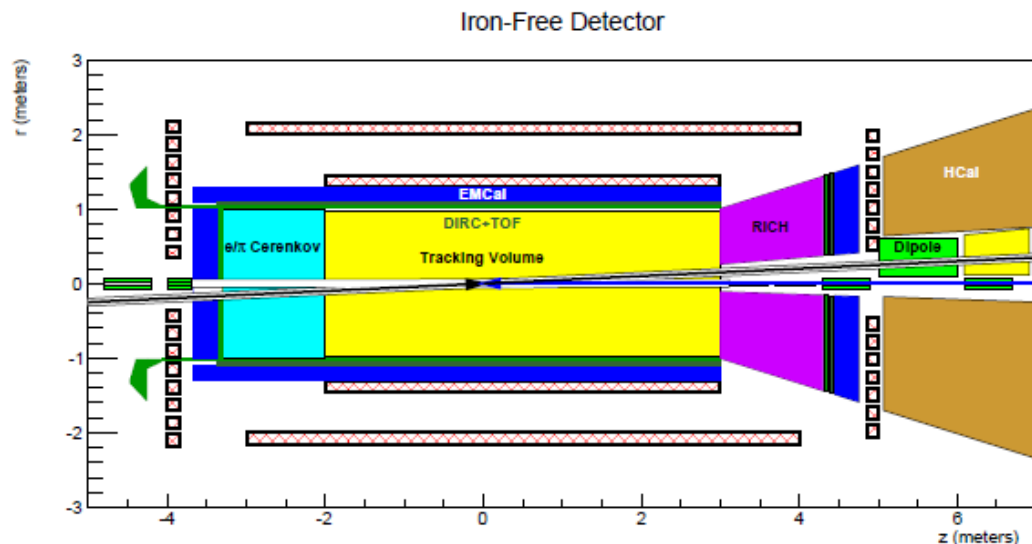 Iron-Free Detector
r (meters)
3
2
1
0
-1
-2
-3
EMCal
DIRC+TOF
e/π Cerenkov
Tracking Volume
RICH
HCal
Dipole
-4
-2
0
2
4
6
z (meters)